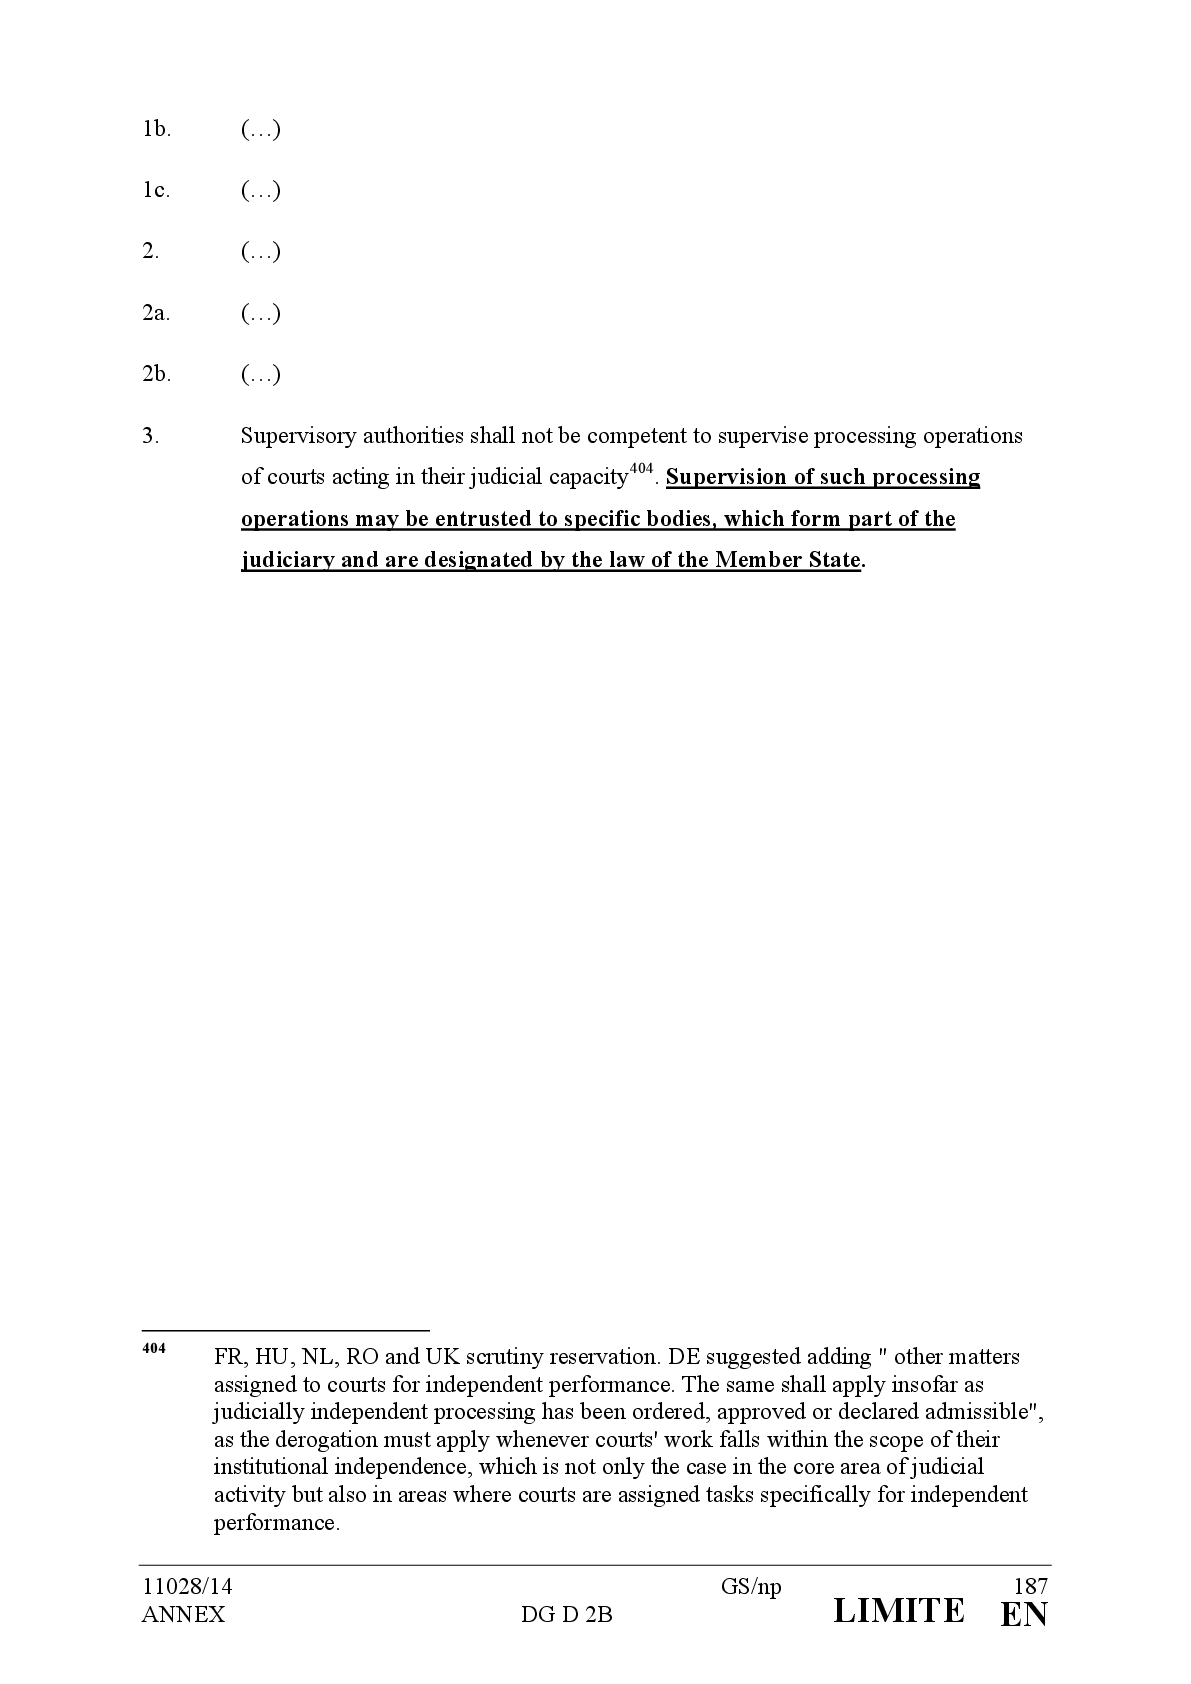 1b. (…)
1c. (…)
2. (…)
2a. (…)
2b. (…)
3. Supervisory authorities shall not be competent to supervise processing operations
of courts acting in their judicial capacity404. Supervision of such processing
operations may be entrusted to specific bodies, which form part of the
judiciary and are designated by the law of the Member State.
404 FR, HU, NL, RO and UK scrutiny reservation. DE suggested adding " other matters
assigned to courts for independent performance. The same shall apply insofar as
judicially independent processing has been ordered, approved or declared admissible",
as the derogation must apply whenever courts' work falls within the scope of their
institutional independence, which is not only the case in the core area of judicial
activity but also in areas where courts are assigned tasks specifically for independent
performance.
11028/14 GS/np 187
ANNEX DG D 2B LIMITE EN